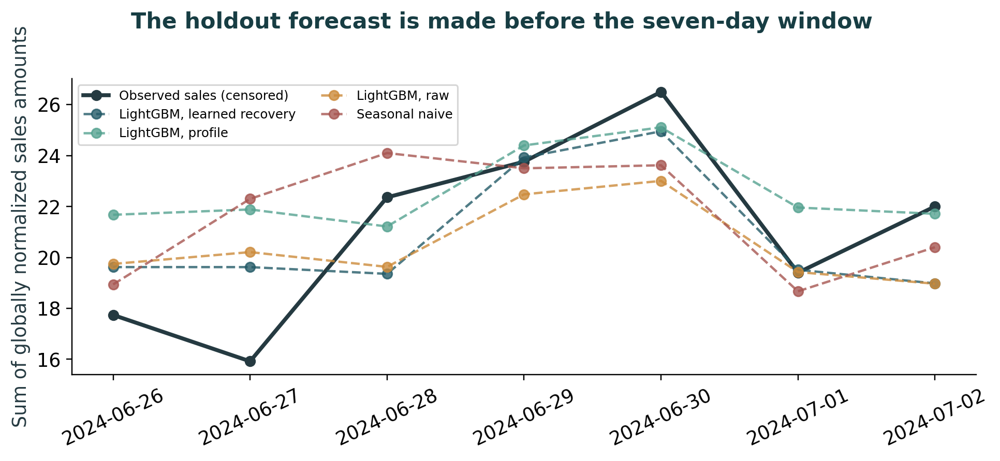 The holdout forecast is made before the seven-day window
Sum of globally normalized sales amounts
Observed sales (censored)
LightGBM, learned recovery
LightGBM, profile
LightGBM, raw
Seasonal naive
26
24
22
20
18
16
2024-06-26
2024-06-27
2024-06-28
2024-06-29
2024-06-30
2024-07-01
2024-07-02